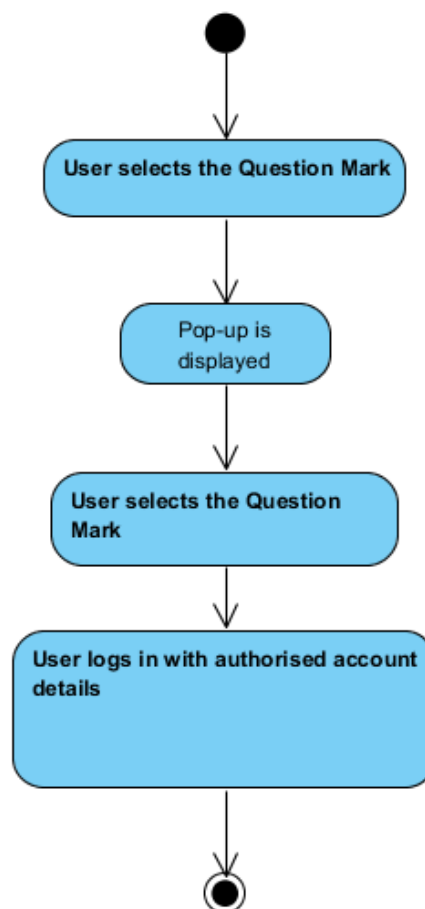 User selects the Question Mark
Pop-up is
displayed
User selects the Question
Mark
User logs in with authorised account
details